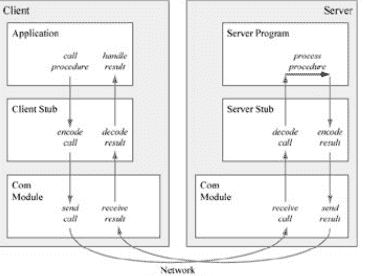 Client
Application
call
procedure
handle
result
Client Stub
encode
call
decode
result
Com
Module
send
call
receive
result
Server
Server Program
process
procedure
Server Stub
decode
call
encode
result
Com
Module
receive
call
send
result
Network